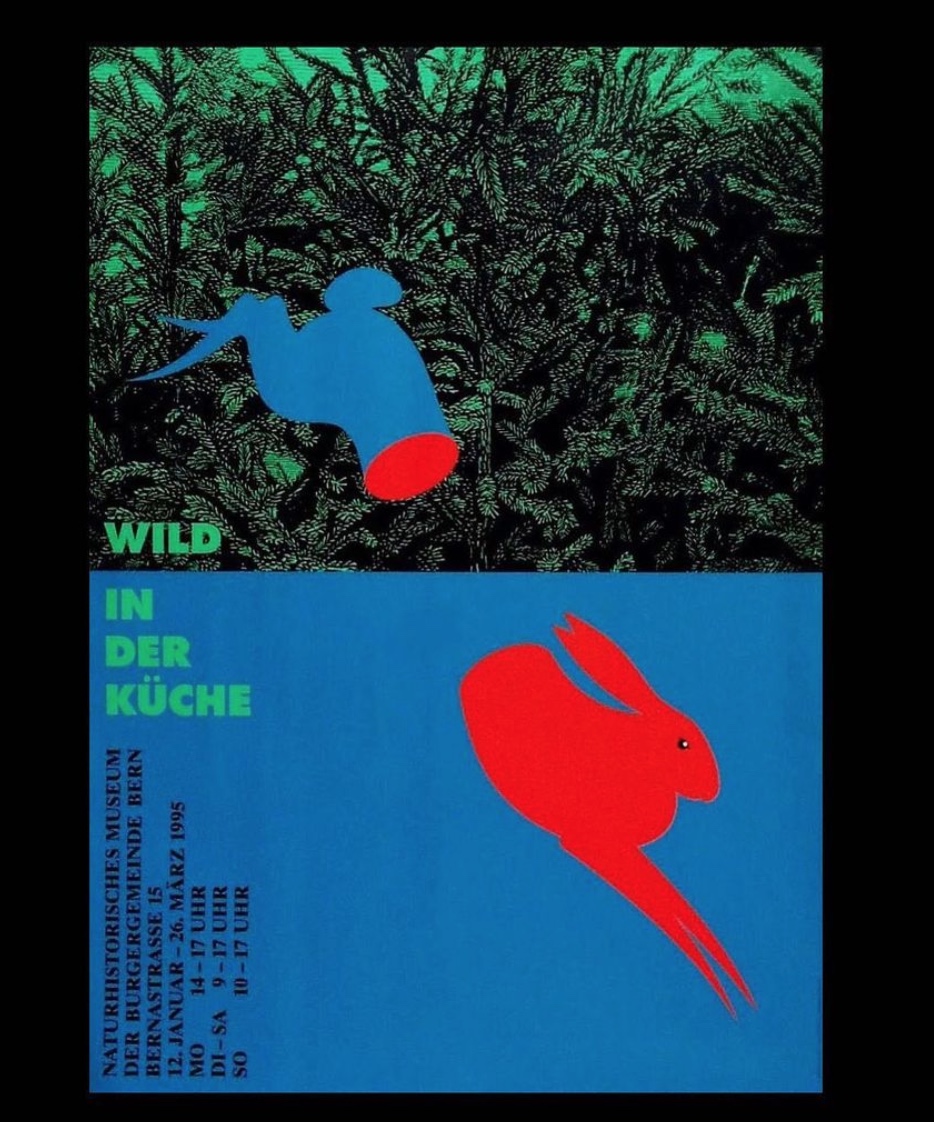 WILD
IN
DER
KÜCHE
NATURHISTORISCHES MUSEUM
DER BURGERGEMEINDE BERN
BERNASTRASSE 15
12. JANUAR – 26. MÄRZ 1995
MO 14 – 17 UHR
DI – SA 9 – 17 UHR
SO 10 – 17 UHR